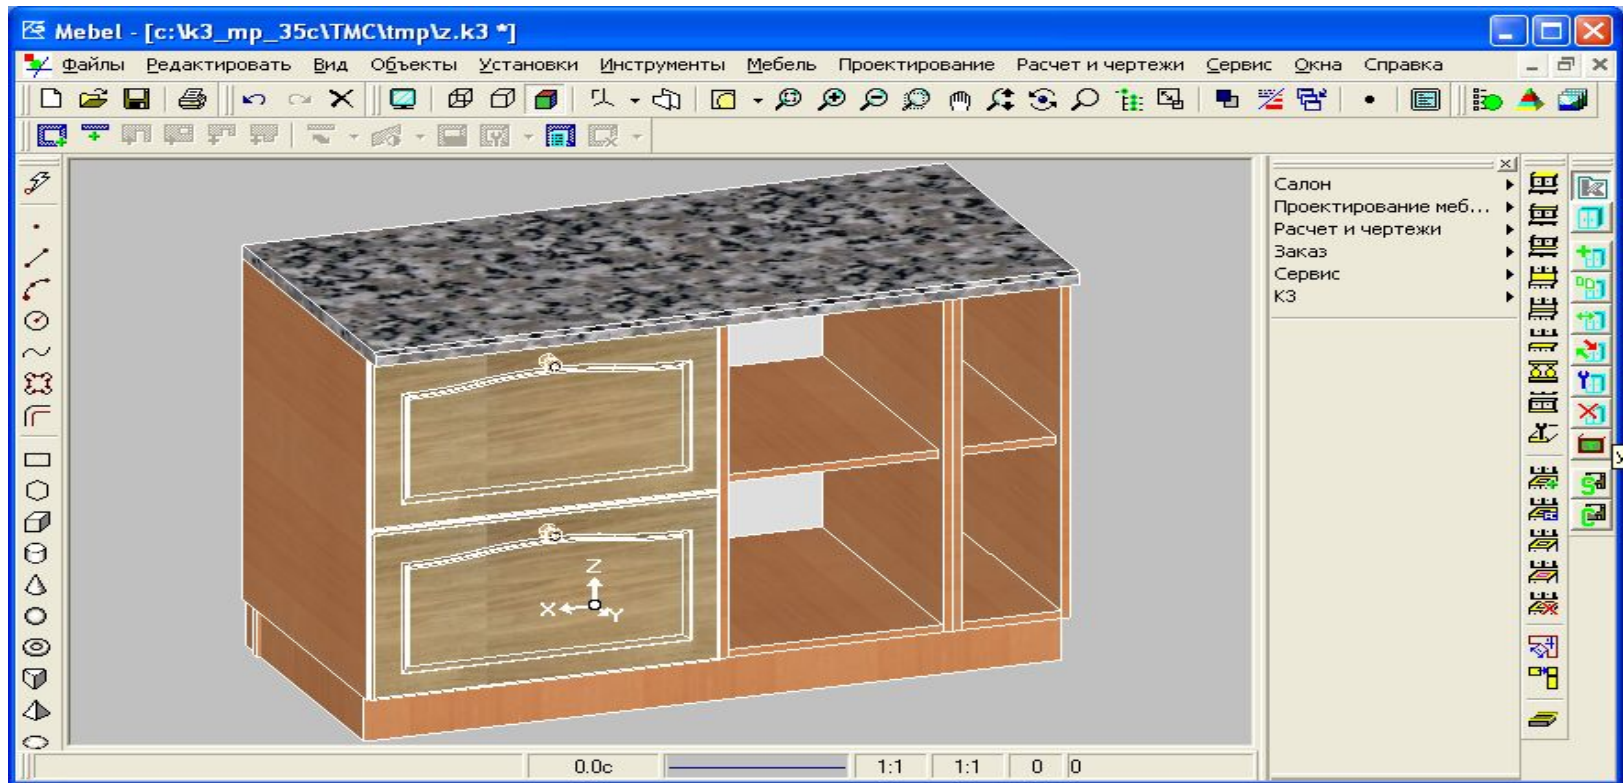 Mebel - [c:\k3_mp_35c\TMC\tmp\z.k3 *]
Файлы Редактировать Вид Объекты Установки Инструменты Мебель Проектирование Расчет и чертежи Сервис Окна Справка
Салон
Проектирование меб...
Расчет и чертежи
Заказ
Сервис
К3
Z
X Y
0.0с 1:1 1:1 0 0